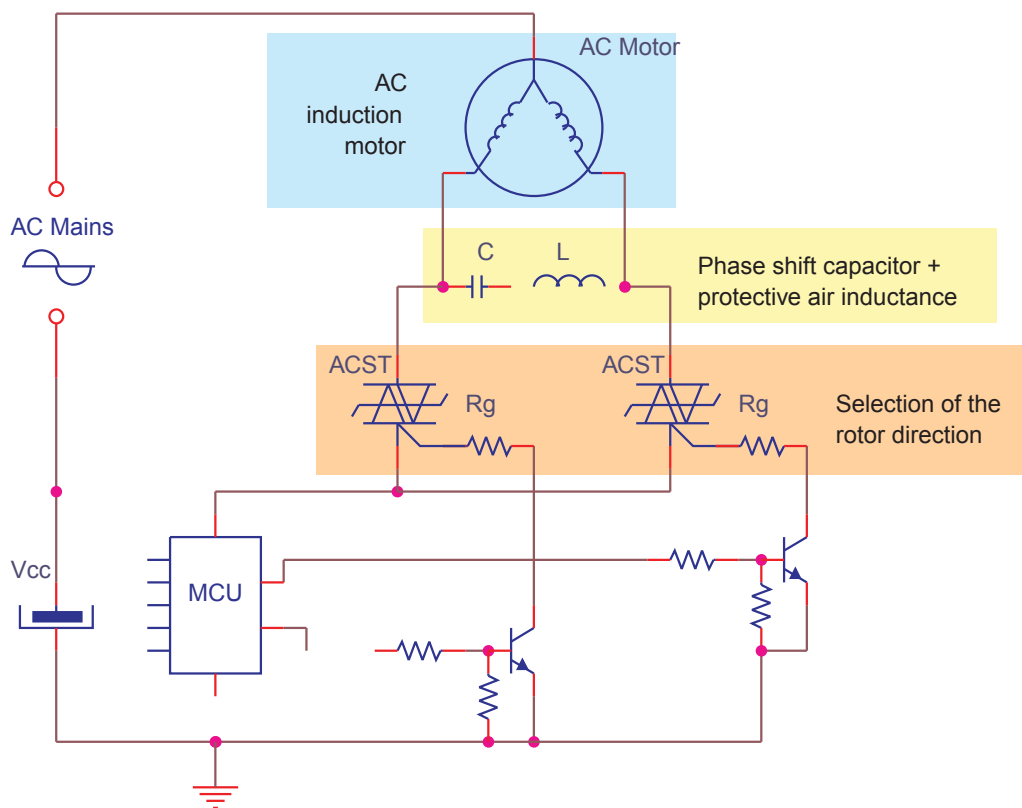 AC Motor
AC
induction
motor
AC Mains
C
L
Phase shift capacitor +
protective air inductance
ACST
Rg
ACST
Rg
Selection of the
rotor direction
Vcc
MCU